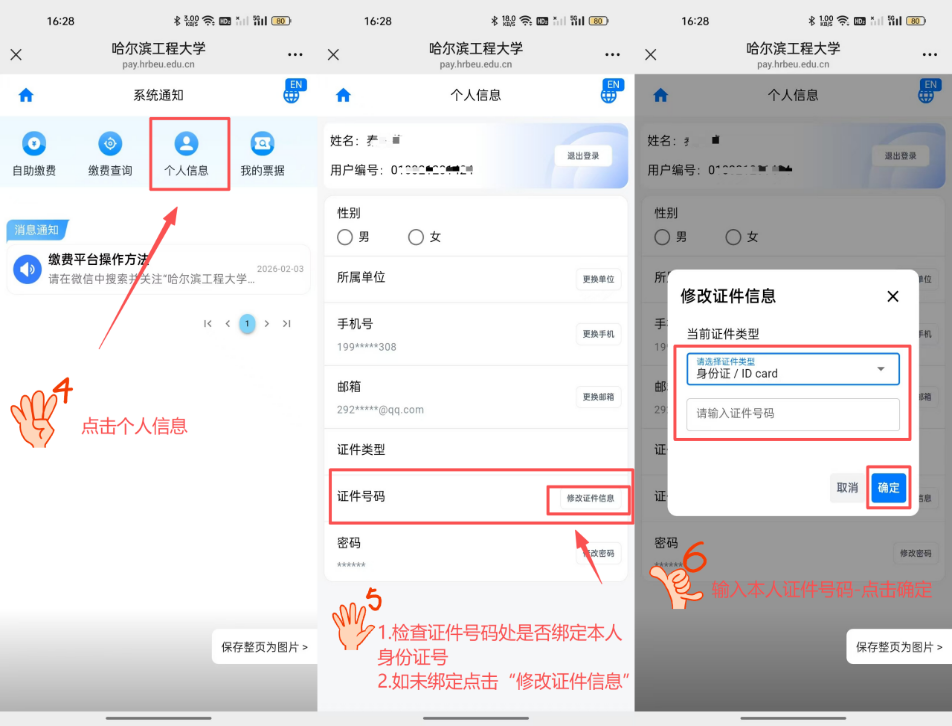 16:28
3.00 KB/S
80
哈尔滨工程大学
pay.hrbeu.edu.cn
系统通知
EN
自助缴费
缴费查询
个人信息
我的票据
消息通知
缴费平台操作方法
请在微信中搜索并关注"哈尔滨工程大学...
2026-02-03
1
4
点击个人信息
保存整页为图片 >
16:28
18.0 KB/S
80
哈尔滨工程大学
pay.hrbeu.edu.cn
个人信息
EN
姓名:
用户编号:
退出登录
性别
男
女
所属单位
更换单位
手机号
更换手机
199*****308
邮箱
更换邮箱
292*****@qq.com
证件类型
证件号码
修改证件信息
密码
修改密码
******
5
1.检查证件号码处是否绑定本人
身份证号
2.如未绑定点击“修改证件信息”
16:28
1.00 KB/S
80
哈尔滨工程大学
pay.hrbeu.edu.cn
个人信息
EN
姓名:
用户编号:
退出登录
性别
男
女
修改证件信息
当前证件类型
请选择证件类型
身份证 / ID card
请输入证件号码
取消
确定
密码
修改密码
6
输入本人证件号码-点击确定
保存整页为图片 >